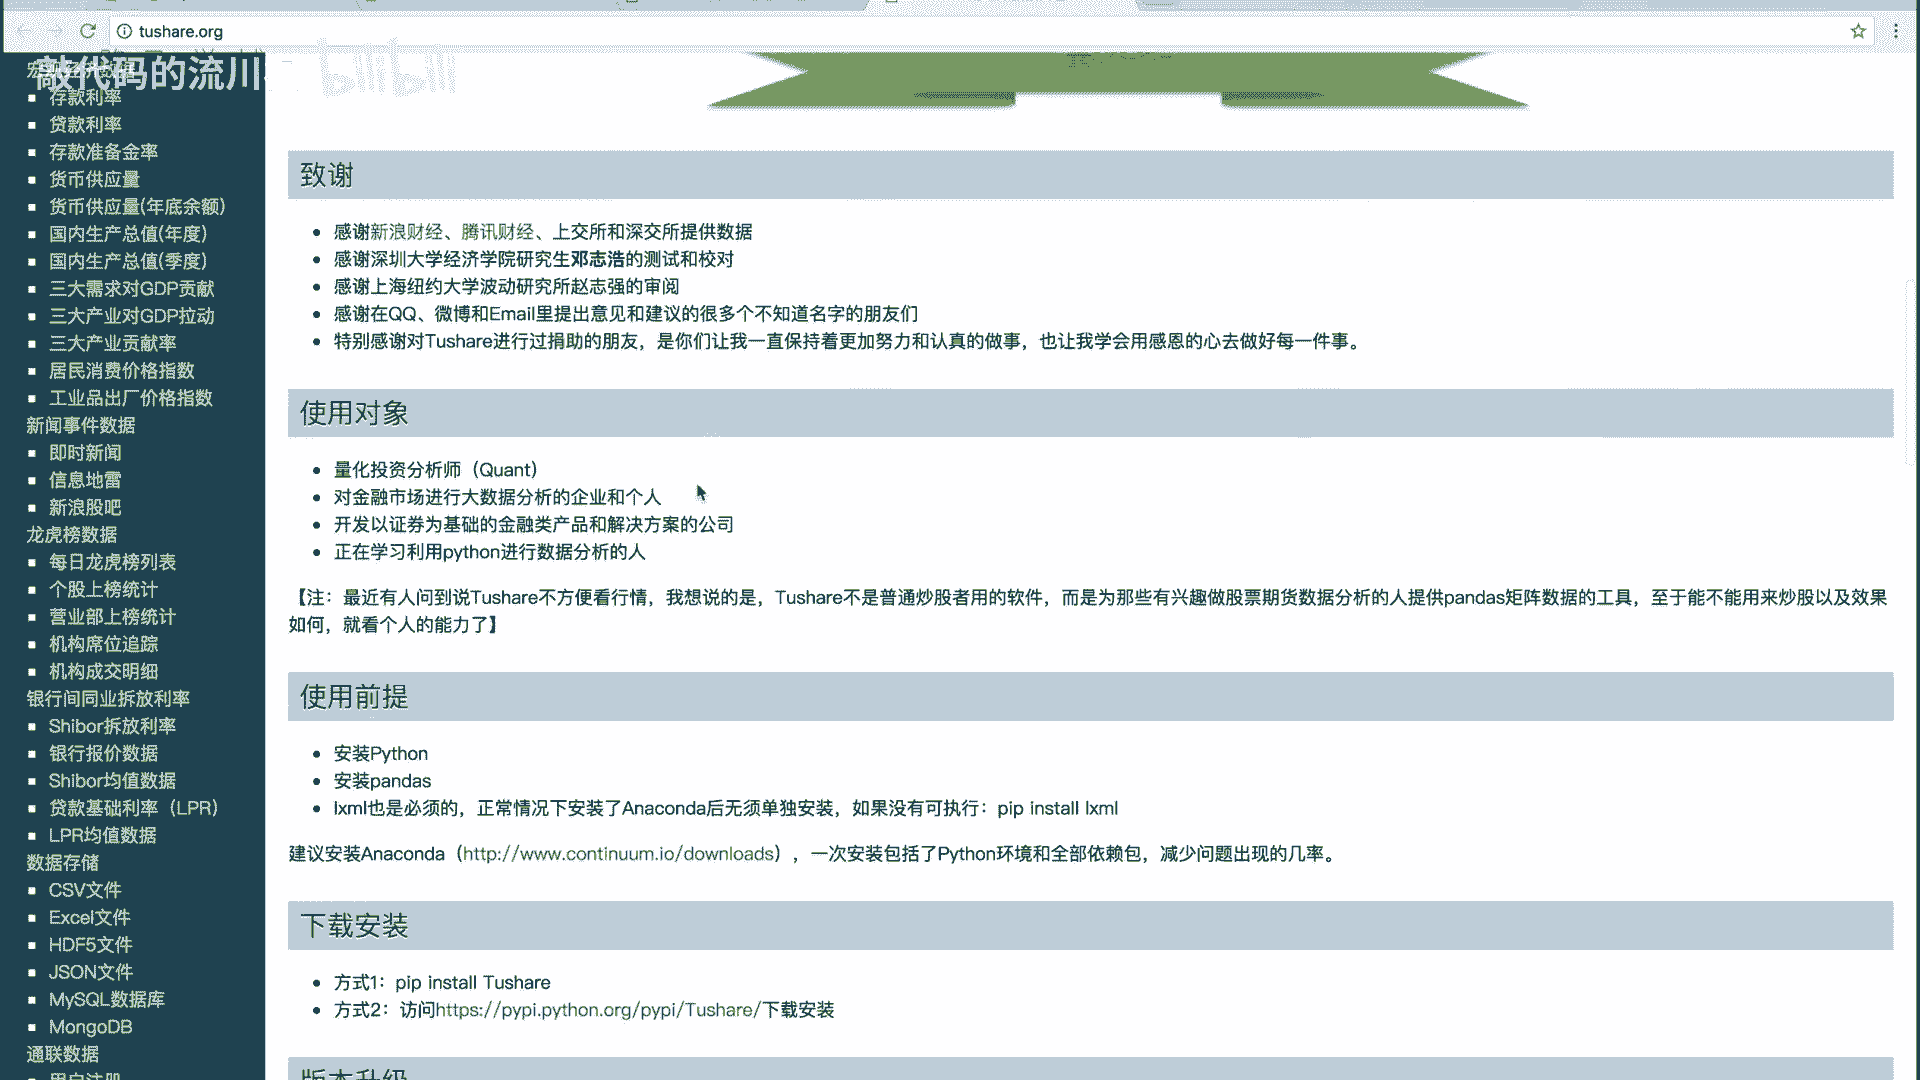 tushare.org
敲代码的流川
bilibili
宏观经济数据
存款利率
贷款利率
存款准备金率
货币供应量
货币供应量(年底余额)
国内生产总值(年度)
国内生产总值(季度)
三大需求对GDP贡献
三大产业对GDP拉动
三大产业贡献率
居民消费价格指数
工业品出厂价格指数
新闻事件数据
即时新闻
信息地雷
新浪股吧
龙虎榜数据
每日龙虎榜列表
个股上榜统计
营业部上榜统计
机构席位追踪
机构成交明细
银行间同业拆放利率
Shibor拆放利率
银行报价数据
Shibor均值数据
贷款基础利率（LPR）
LPR均值数据
数据存储
CSV文件
Excel文件
HDF5文件
JSON文件
MySQL数据库
MongoDB
通联数据
用户注册
致谢
感谢新浪财经、腾讯财经、上交所和深交所提供数据
感谢深圳大学经济学院研究生邓志浩的测试和校对
感谢上海纽约大学波动研究所赵志强的审阅
感谢在QQ、微博和Email里提出意见和建议的很多个不知道名字的朋友们
特别感谢对Tushare进行过捐助的朋友，是你们让我一直保持着更加努力和认真的做事，也让我学会用感恩的心去做好每一件事。
使用对象
量化投资分析师（Quant）
对金融市场进行大数据分析的企业和个人
开发以证券为基础的金融类产品和解决方案的公司
正在学习利用python进行数据分析的人
【注：最近有人问到说Tushare不方便看行情，我想说的是，Tushare不是普通炒股者用的软件，而是为那些有兴趣做股票期货数据分析的人提供pandas矩阵数据的工具，至于能不能用来炒股以及效果
如何，就看个人的能力了】
使用前提
安装Python
安装pandas
lxml也是必须的，正常情况下安装了Anaconda后无须单独安装，如果没有可执行：pip install lxml
建议安装Anaconda（http://www.continuum.io/downloads），一次安装包括了Python环境和全部依赖包，减少问题出现的几率。
下载安装
方式1：pip install Tushare
方式2：访问https://pypi.python.org/pypi/Tushare/下载安装
版本升级